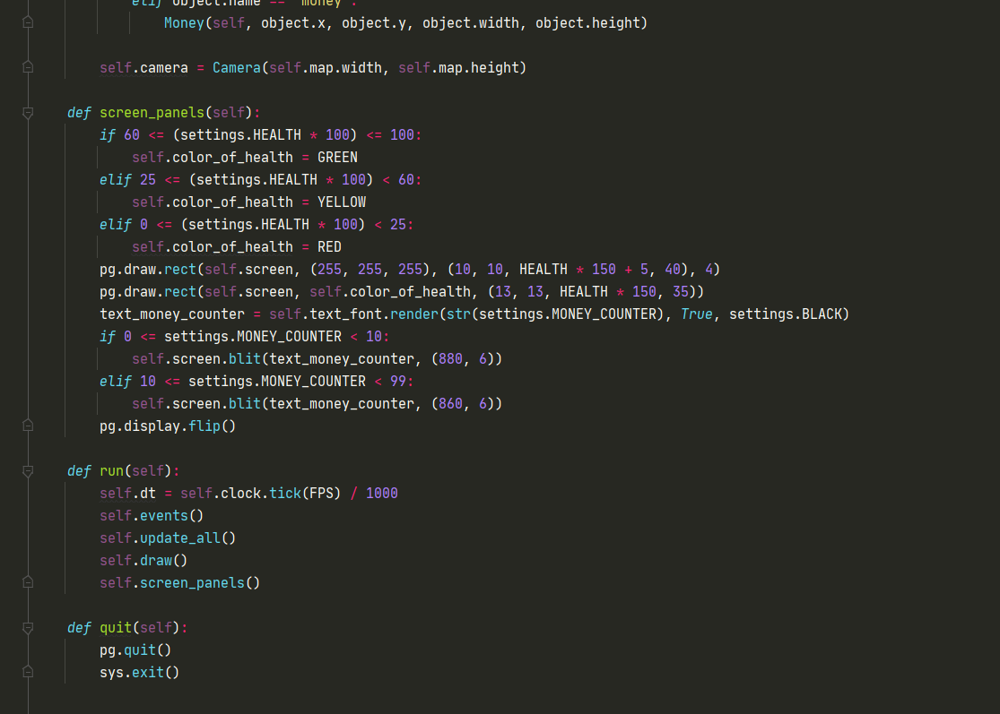 elif object.name == "money":
Money(self, object.x, object.y, object.width, object.height)
self.camera = Camera(self.map.width, self.map.height)
def screen_panels(self):
if 60 <= (settings.HEALTH * 100) <= 100:
self.color_of_health = GREEN
elif 25 <= (settings.HEALTH * 100) < 60:
self.color_of_health = YELLOW
elif 0 <= (settings.HEALTH * 100) < 25:
self.color_of_health = RED
pg.draw.rect(self.screen, (255, 255, 255), (10, 10, HEALTH * 150 + 5, 40), 4)
pg.draw.rect(self.screen, self.color_of_health, (13, 13, HEALTH * 150, 35))
text_money_counter = self.text_font.render(str(settings.MONEY_COUNTER), True, settings.BLACK)
if 0 <= settings.MONEY_COUNTER < 10:
self.screen.blit(text_money_counter, (880, 6))
elif 10 <= settings.MONEY_COUNTER < 99:
self.screen.blit(text_money_counter, (860, 6))
pg.display.flip()
def run(self):
self.dt = self.clock.tick(FPS) / 1000
self.events()
self.update_all()
self.draw()
self.screen_panels()
def quit(self):
pg.quit()
sys.exit()